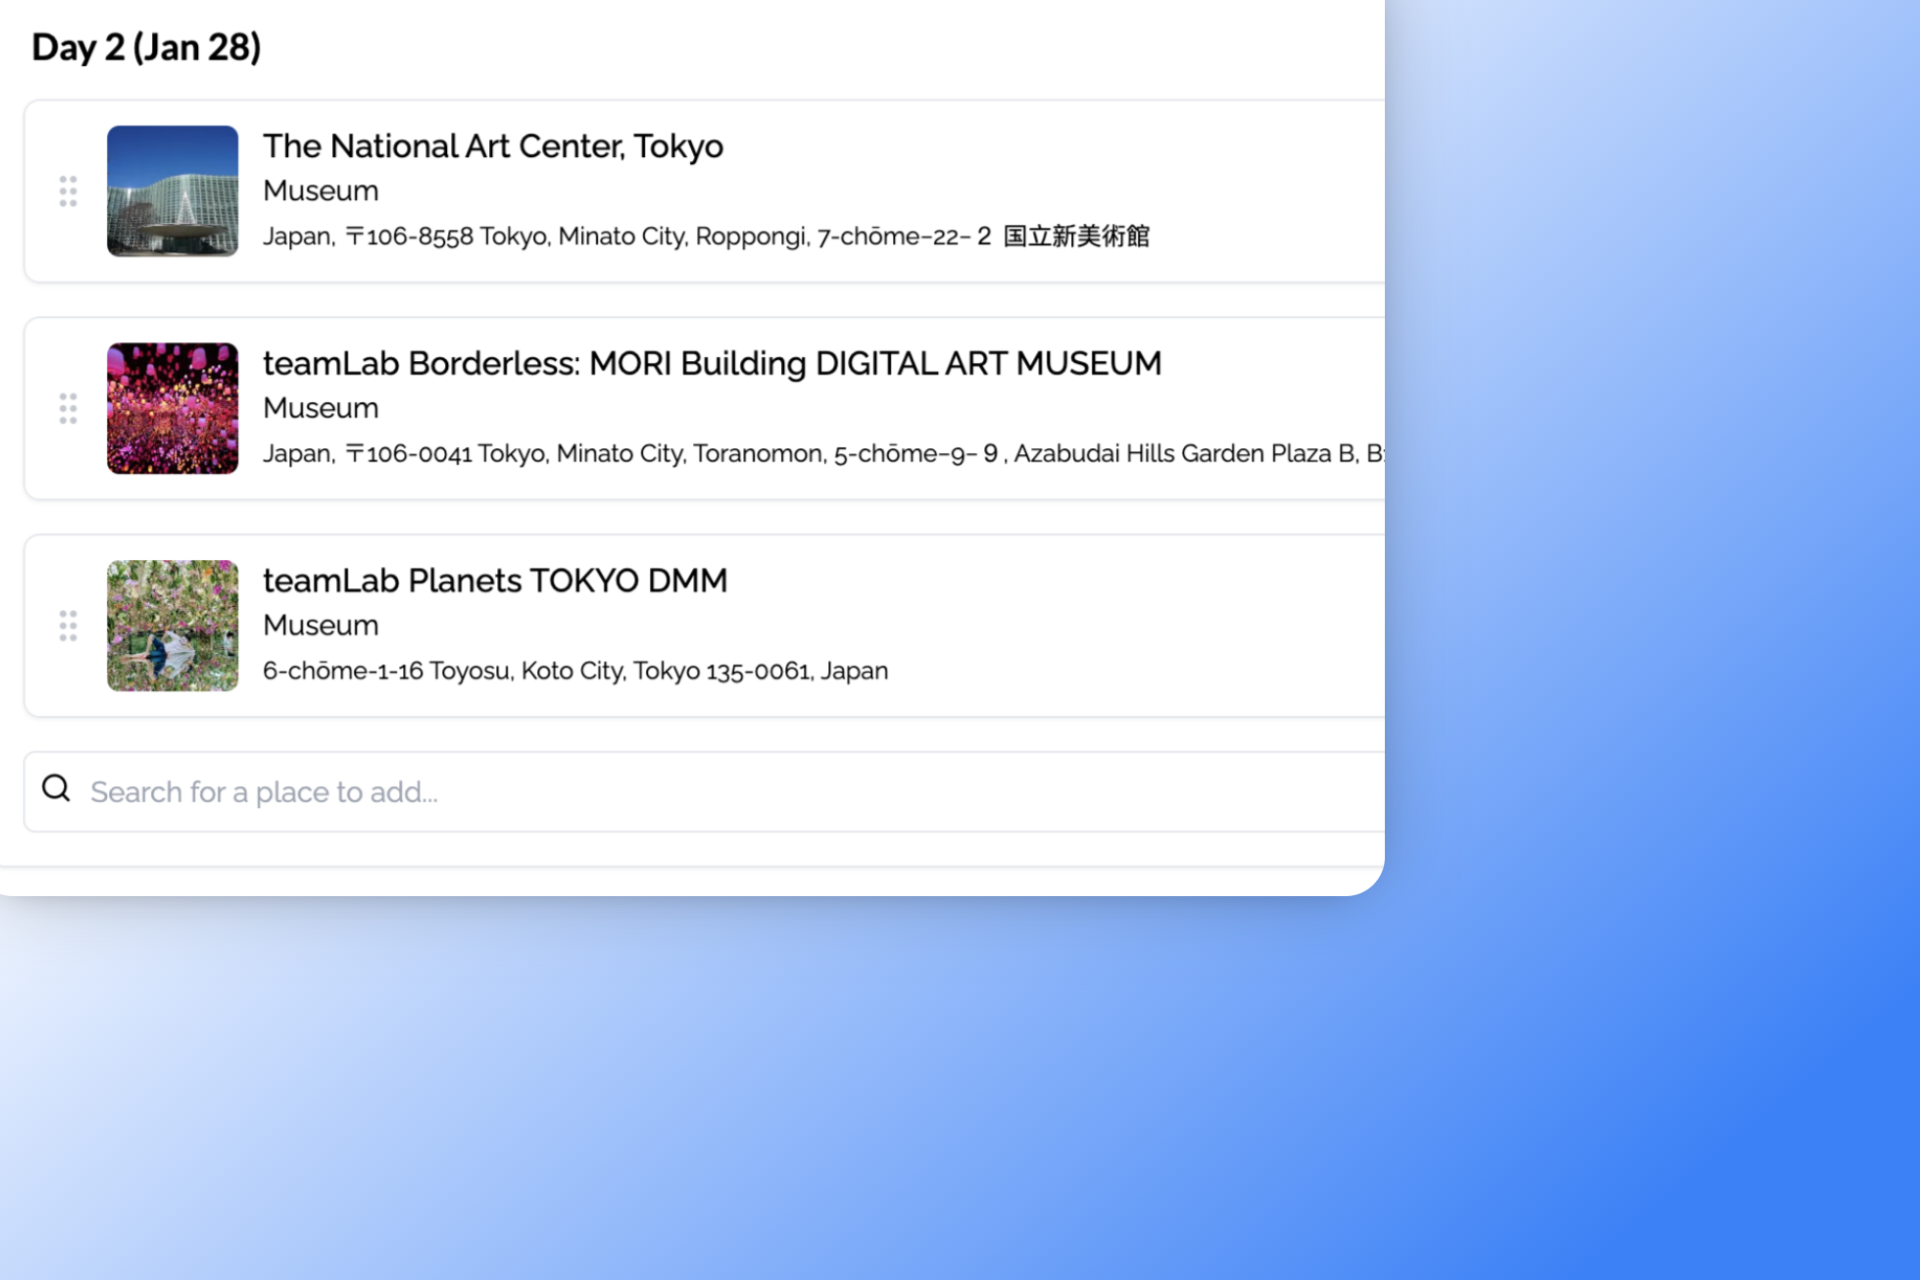 Day 2 (Jan 28)
The National Art Center, Tokyo
Museum
Japan, 〒106-8558 Tokyo, Minato City, Roppongi, 7-chōme−22−２ 国立新美術館
teamLab Borderless: MORI Building DIGITAL ART MUSEUM
Museum
Japan, 〒106-0041 Tokyo, Minato City, Toranomon, 5-chōme−9−９, Azabudai Hills Garden Plaza B,
teamLab Planets TOKYO DMM
Museum
6-chōme-1-16 Toyosu, Koto City, Tokyo 135-0061, Japan
Search for a place to add...